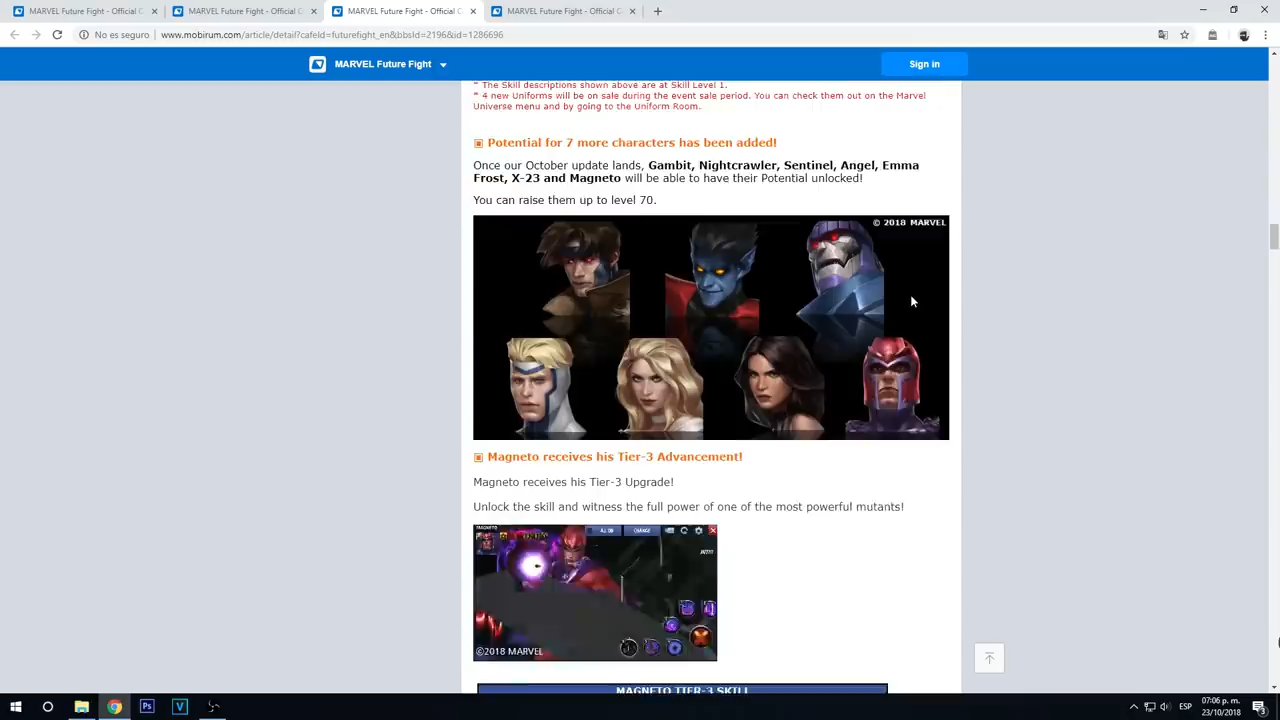 MARVEL Future Fight - Official C
MARVEL Future Fight - Official C
MARVEL Future Fight - Official C
MARVEL Future Fight - Official C
No es seguro | www.mobirum.com/article/detail?cafeId=futurefight_en&bbsId=2196&id=1286696
MARVEL Future Fight
Sign in
* The Skill descriptions shown above are at Skill Level 1.
* 4 new Uniforms will be on sale during the event sale period. You can check them out on the Marvel
Universe menu and by going to the Uniform Room.
▣ Potential for 7 more characters has been added!
Once our October update lands, Gambit, Nightcrawler, Sentinel, Angel, Emma
Frost, X-23 and Magneto will be able to have their Potential unlocked!
You can raise them up to level 70.
© 2018 MARVEL
▣ Magneto receives his Tier-3 Advancement!
Magneto receives his Tier-3 Upgrade!
Unlock the skill and witness the full power of one of the most powerful mutants!
MAGNETO
ALL ON
CHANGE
©2018 MARVEL
MAGNETO TIER-3 SKILL
Ps
V
ESP
07:06 p. m.
23/10/2018
3